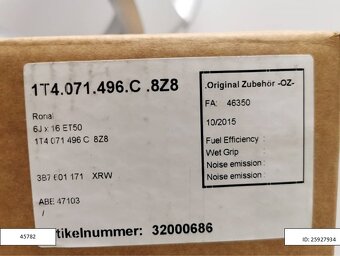 1T4.071.496.C .8Z8
Ronal
6J x 16 ET50
1T4 071 496 C 8Z8
3B7 601 171 XRW
ABE 47103
/
tikelnummer: 32000686
.Original Zubehör -OZ-
FA: 46350
10/2015
Fuel Efficiency :
Wet Grip :
Noise emission :
Noise emission :
45782
ID: 25927934